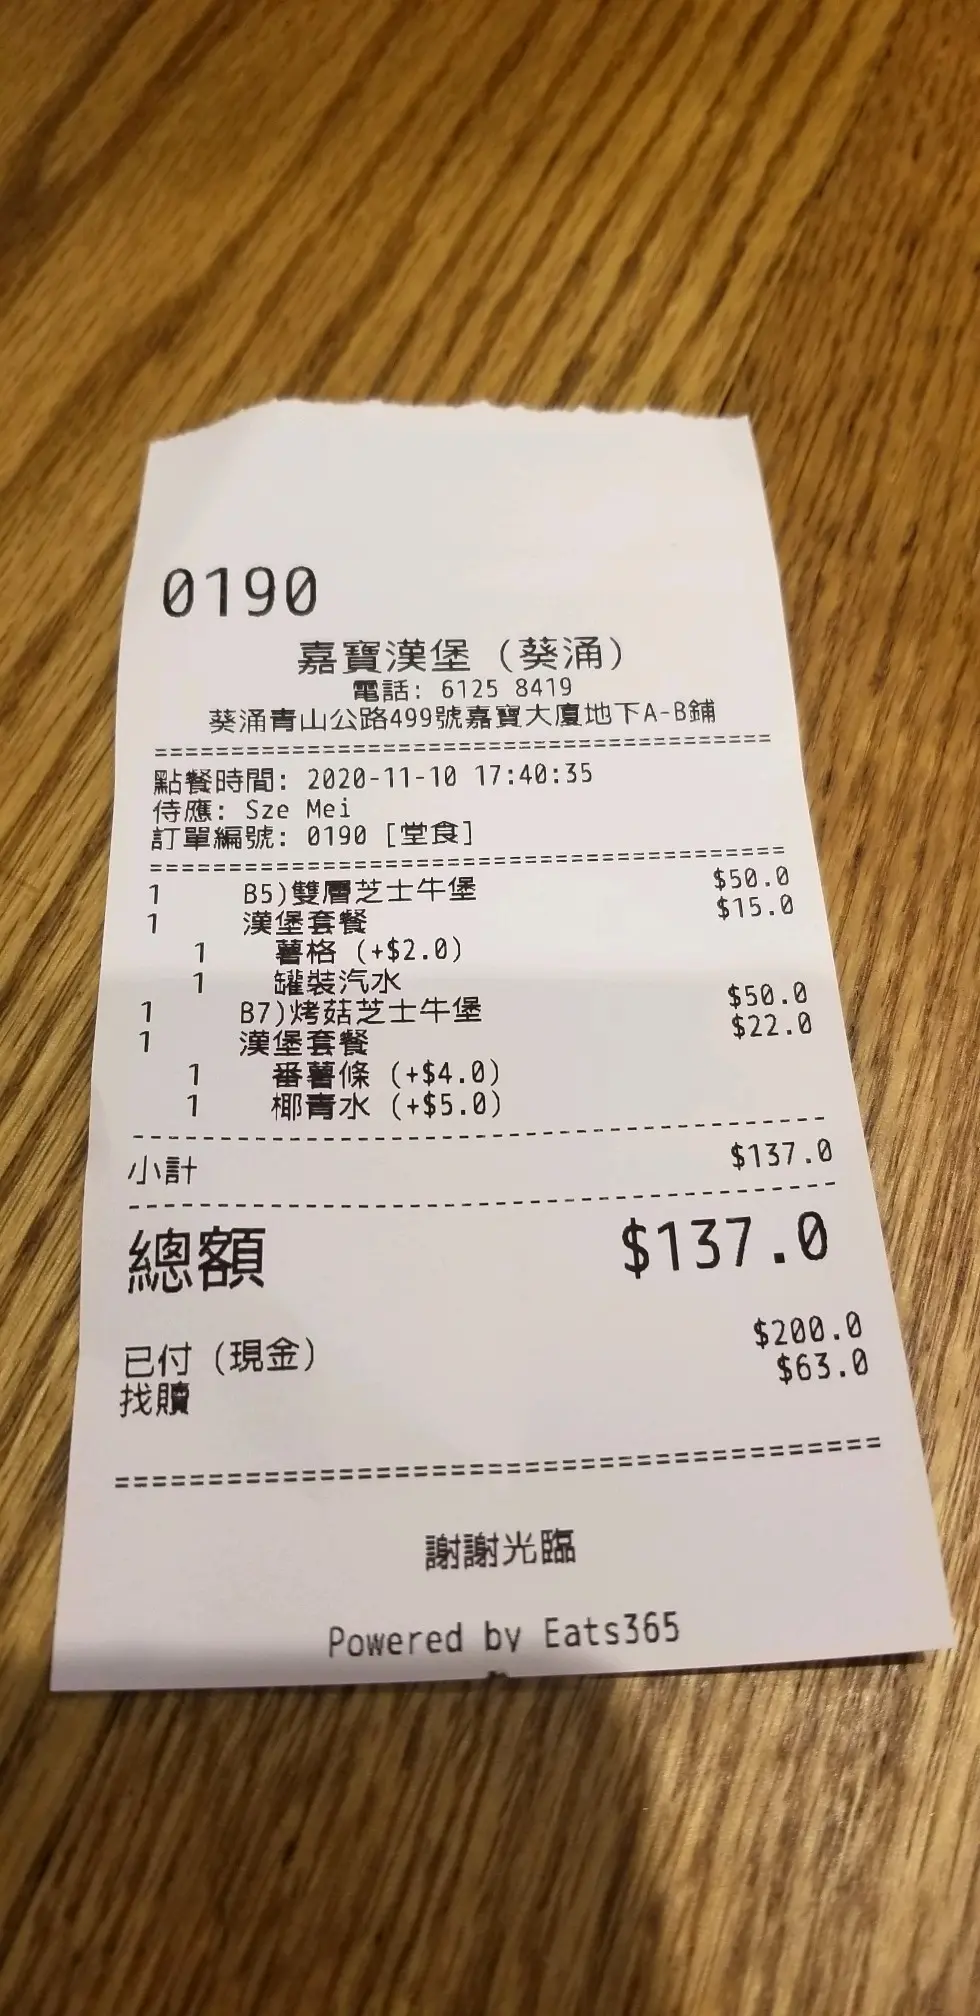 0190
嘉寶漢堡 (葵涌)
電話: 6125 8419
葵涌青山公路499號嘉寶大廈地下A-B鋪
========================================
點餐時間: 2020-11-10 17:40:35
侍應: Sze Mei
訂單編號: 0190 [堂食]
========================================
1 B5)雙層芝士牛堡 $50.0
1 漢堡套餐 $15.0
1 薯格 (+$2.0)
1 罐裝汽水
1 B7)烤菇芝士牛堡 $50.0
1 漢堡套餐 $22.0
1 番薯條 (+$4.0)
1 椰青水 (+$5.0)
----------------------------------------
小計 $137.0
----------------------------------------
總額 $137.0
已付 (現金) $200.0
找贖 $63.0
========================================
謝謝光臨
Powered by Eats365